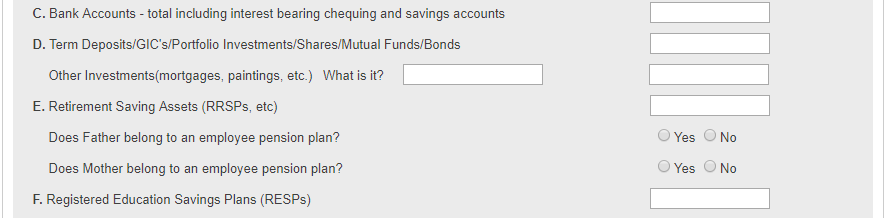 C. Bank Accounts - total including interest bearing chequing and savings accounts
D. Term Deposits/GIC's/Portfolio Investments/Shares/Mutual Funds/Bonds
Other Investments(mortgages, paintings, etc.) What is it?
E. Retirement Saving Assets (RRSPs, etc)
Does Father belong to an employee pension plan? Yes No
Does Mother belong to an employee pension plan? Yes No
F. Registered Education Savings Plans (RESPs)